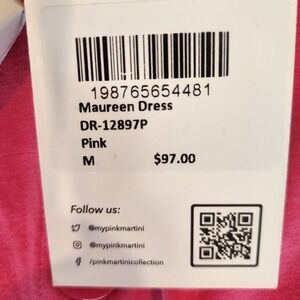 198765654481
Maureen Dress
DR-12897P
Pink
M $97.00
Follow us:
@mypinkmartini
@mypinkmartini
/pinkmartinicollection